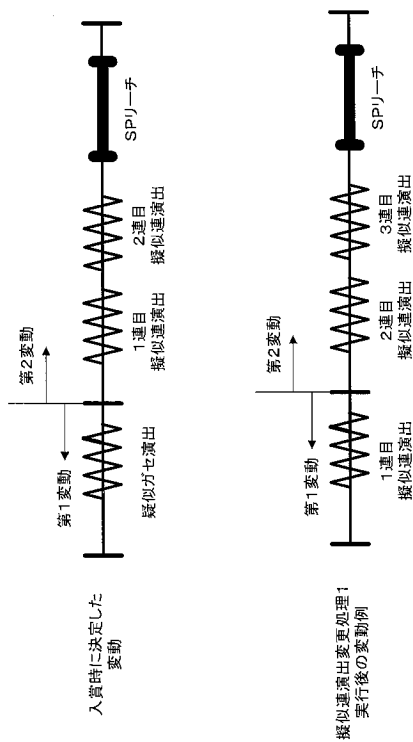 入賞時に決定した
変動
第1変動
第2変動
疑似ガセ演出
1連目
擬似連演出
2連目
擬似連演出
SPリーチ
擬似連演出変更処理1
実行後の変動例
第1変動
第2変動
1連目
擬似連演出
2連目
擬似連演出
3連目
擬似連演出
SPリーチ